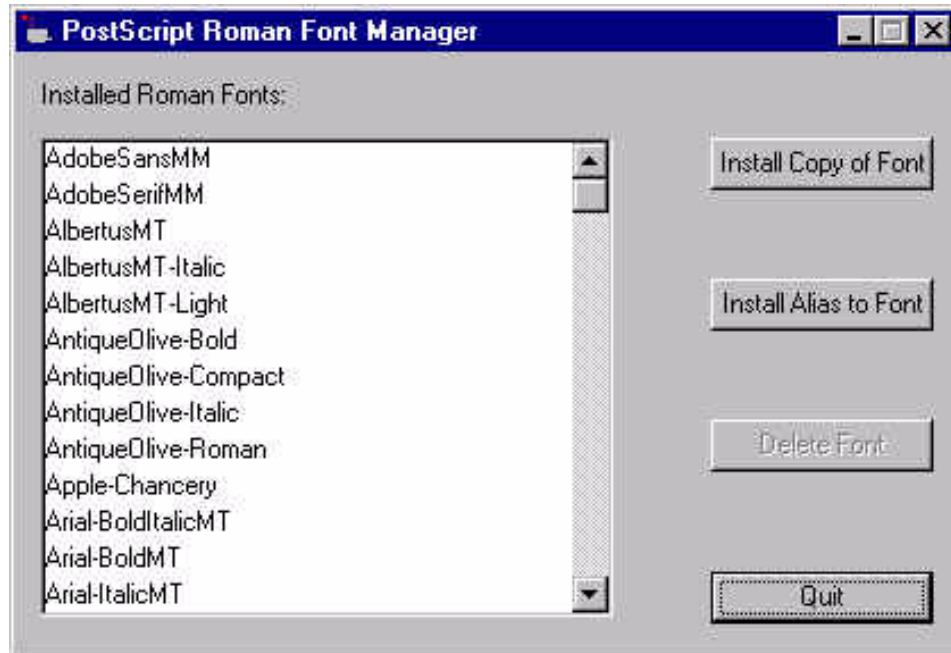 PostScript Roman Font Manager
Installed Roman Fonts:
AdobeSansMM
AdobeSerifMM
AlbertusMT
AlbertusMT-Italic
AlbertusMT-Light
AntiqueOlive-Bold
AntiqueOlive-Compact
AntiqueOlive-Italic
AntiqueOlive-Roman
Apple-Chancery
Arial-BoldItalicMT
Arial-BoldMT
Arial-ItalicMT
Install Copy of Font
Install Alias to Font
Delete Font
Quit